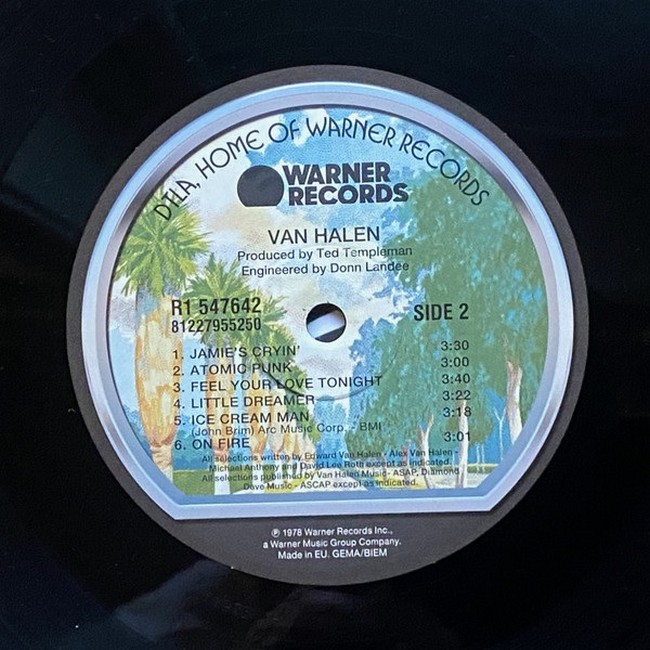 DTLA, HOME OF WARNER RECORDS
WARNER
RECORDS
VAN HALEN
Produced by Ted Templeman
Engineered by Donn Landee
R1 547642
81227955250
SIDE 2
1. JAMIE'S CRYIN' 3:30
2. ATOMIC PUNK 3:00
3. FEEL YOUR LOVE TONIGHT 3:40
4. LITTLE DREAMER 3:22
5. ICE CREAM MAN 3:18
(John Brim) Arc Music Corp. - BMI
6. ON FIRE 3:01
All selections written by Edward Van Halen - Alex Van Halen -
Michael Anthony and David Lee Roth except as indicated.
All selections published by Van Halen Music - ASAP, Diamond
Dave Music - ASCAP except as indicated.
℗ 1978 Warner Records Inc.,
a Warner Music Group Company.
Made in EU. GEMA/BIEM